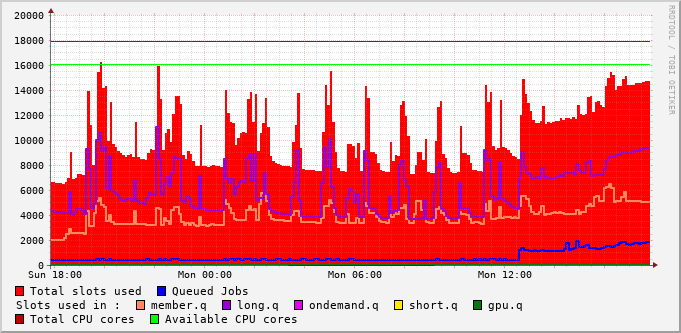 20000
18000
16000
14000
12000
10000
8000
6000
4000
2000
0
Sun 18:00 Mon 00:00 Mon 06:00 Mon 12:00
RRDTOOL / TOBI OETIKER
Total slots used Queued Jobs
Slots used in : member.q long.q ondemand.q short.q gpu.q
Total CPU cores Available CPU cores